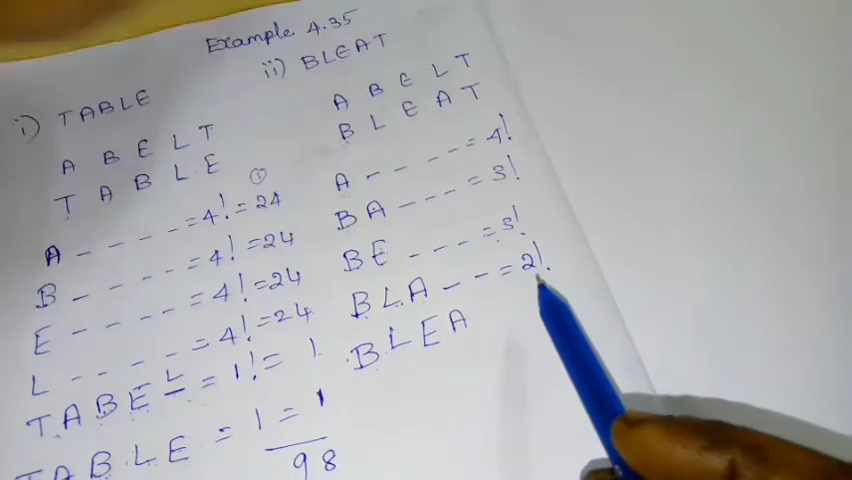 Example 4.35
i) TABLE
A B E L T
T A B L E
①
A - - - - = 4! = 24
B - - - - = 4! = 24
E - - - - = 4! = 24
L - - - - = 4! = 24
T A B E L = 1! = 1
T A B L E = 1 = 1
98
ii) BLEAT
A B E L T
B L E A T
A - - - - = 4!
B A - - - = 3!
B E - - - = 3!
B L A - - = 2!
B L E A